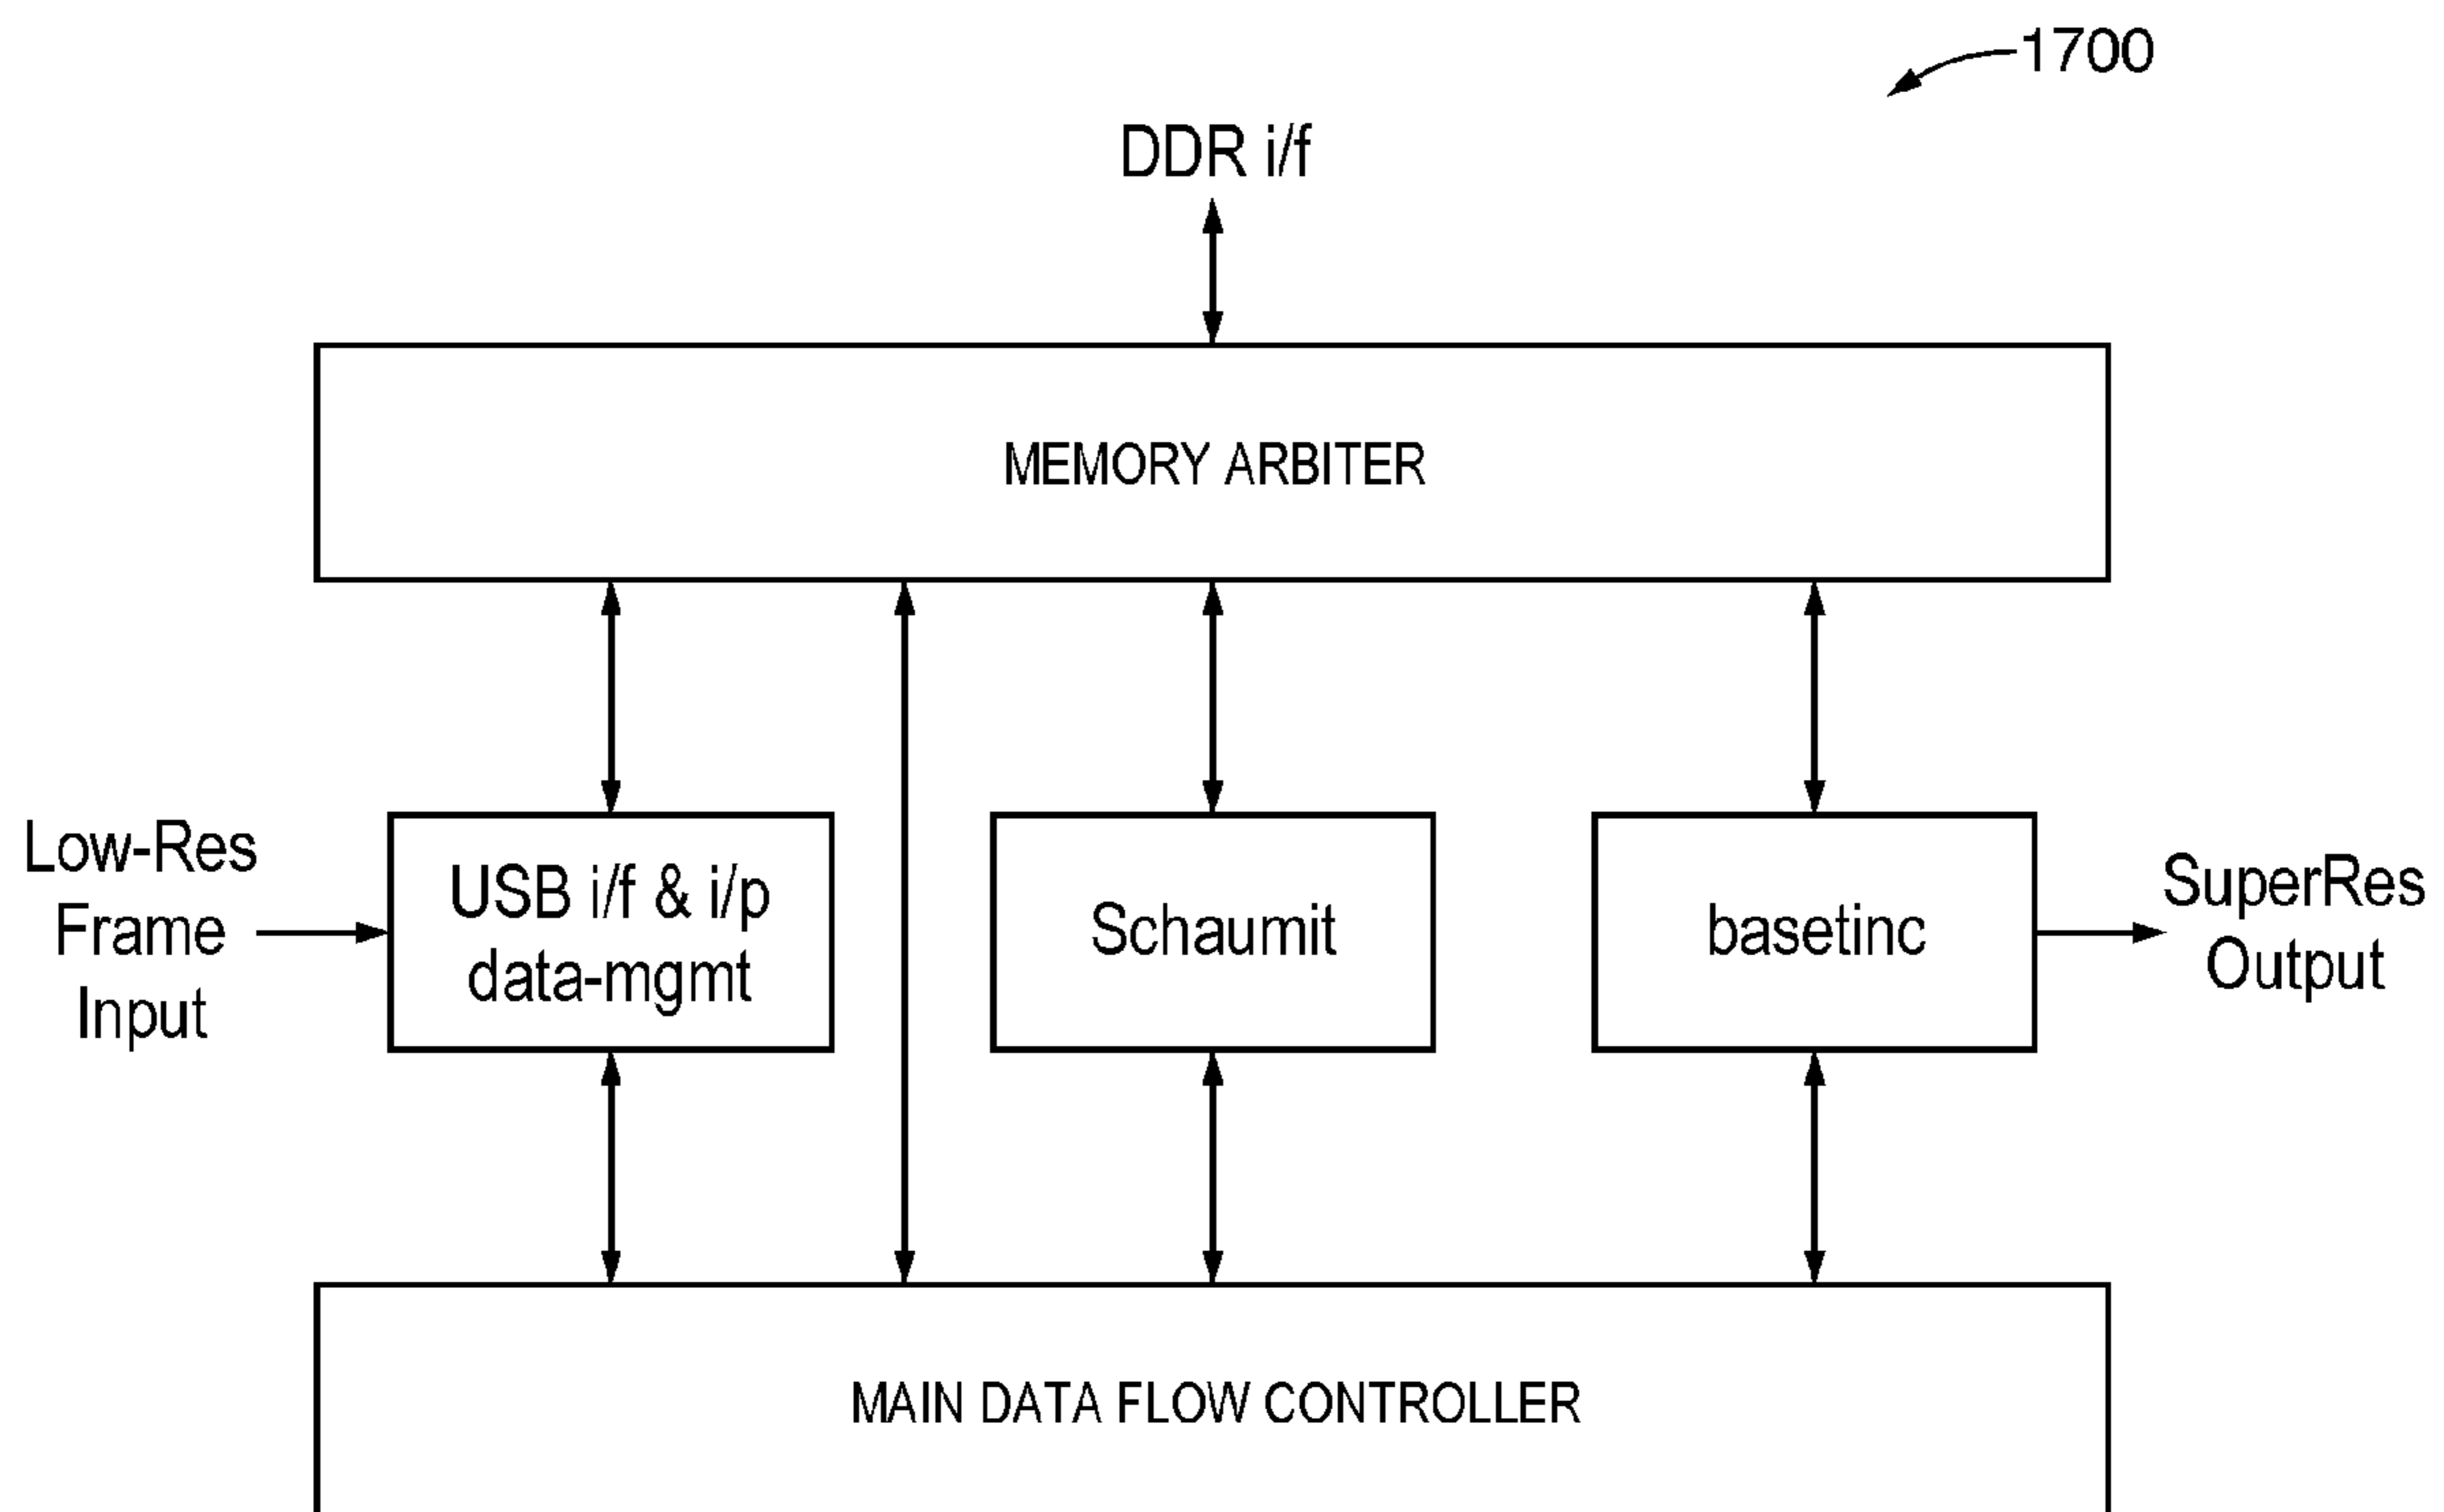 1700
DDR i/f
MEMORY ARBITER
Low-Res
Frame
Input
USB i/f & i/p
data-mgmt
Schaumit
basetinc
SuperRes
Output
MAIN DATA FLOW CONTROLLER